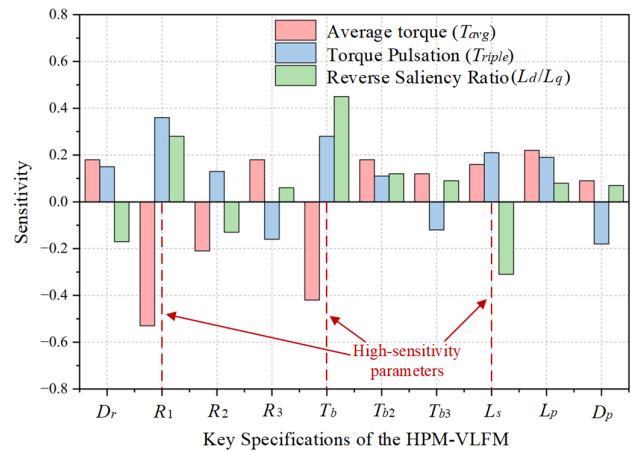 Average torque (Tavg)
Torque Pulsation (Triple)
Reverse Saliency Ratio(Ld/Lq)
0.8
0.6
0.4
0.2
0.0
−0.2
−0.4
−0.6
−0.8
Sensitivity
High-sensitivity
parameters
Dr R1 R2 R3 Tb Tb2 Tb3 Ls Lp Dp
Key Specifications of the HPM-VLFM